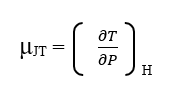 μJT = (∂T/∂P)H